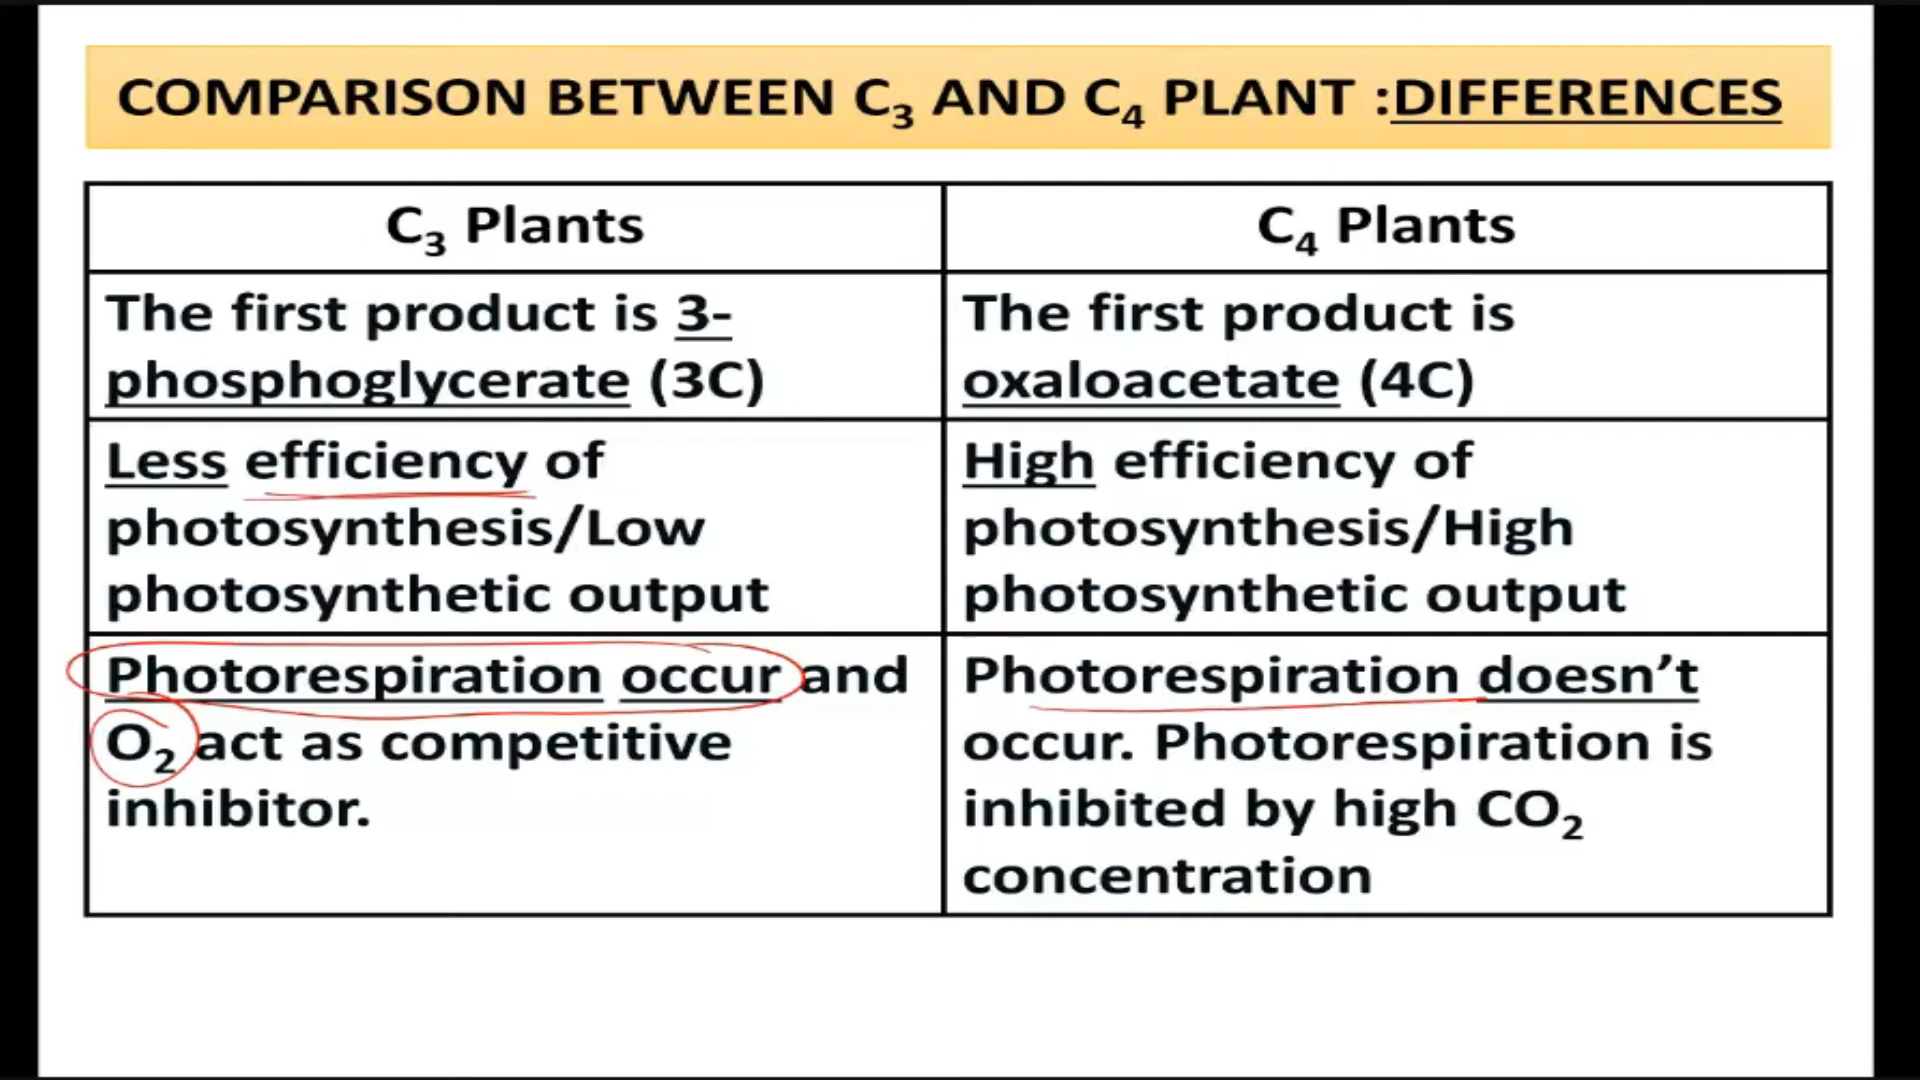 COMPARISON BETWEEN C₃ AND C₄ PLANT :DIFFERENCES
C₃ Plants
C₄ Plants
The first product is 3-
phosphoglycerate (3C)
The first product is
oxaloacetate (4C)
Less efficiency of
photosynthesis/Low
photosynthetic output
High efficiency of
photosynthesis/High
photosynthetic output
Photorespiration occur and
O₂ act as competitive
inhibitor.
Photorespiration doesn’t
occur. Photorespiration is
inhibited by high CO₂
concentration